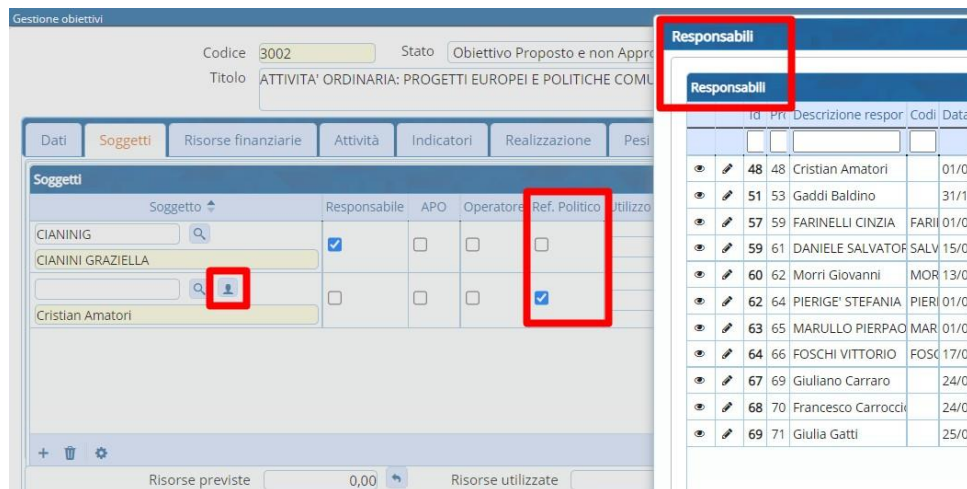 Gestione obiettivi
Codice 3002 Stato Obiettivo Proposto e non Appro
Titolo ATTIVITA' ORDINARIA: PROGETTI EUROPEI E POLITICHE COMU
Dati Soggetti Risorse finanziarie Attività Indicatori Realizzazione Pesi
Soggetti
Soggetto Responsabile APO Operatore Ref. Politico Utilizzo
CIANINIG
CIANINI GRAZIELLA
Cristian Amatori
Risorse previste 0,00 Risorse utilizzate
Responsabili
Responsabili
Id Pr Descrizione respor Codi Data
48 48 Cristian Amatori 01/0
51 53 Gaddi Baldino 31/1
57 59 FARINELLI CINZIA FARI 01/0
59 61 DANIELE SALVATOR SALV 15/0
60 62 Morri Giovanni MOR 13/0
62 64 PIERIGE' STEFANIA PIERI 01/0
63 65 MARULLO PIERPAO MAR 01/0
64 66 FOSCHI VITTORIO FOSC 17/0
67 69 Giuliano Carraro 24/0
68 70 Francesco Carrocci 24/0
69 71 Giulia Gatti 25/0